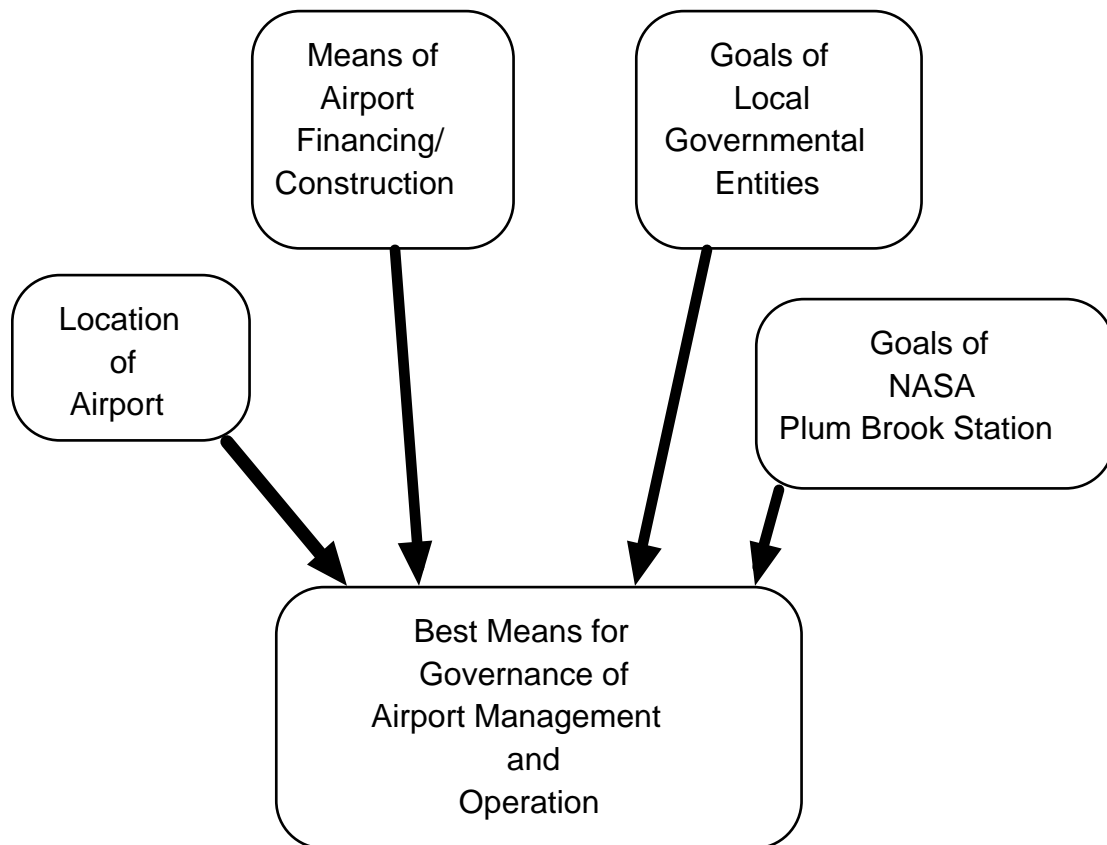 Means of
Airport
Financing/
Construction
Goals of
Local
Governmental
Entities
Location
of
Airport
Goals of
NASA
Plum Brook Station
Best Means for
Governance of
Airport Management
and
Operation